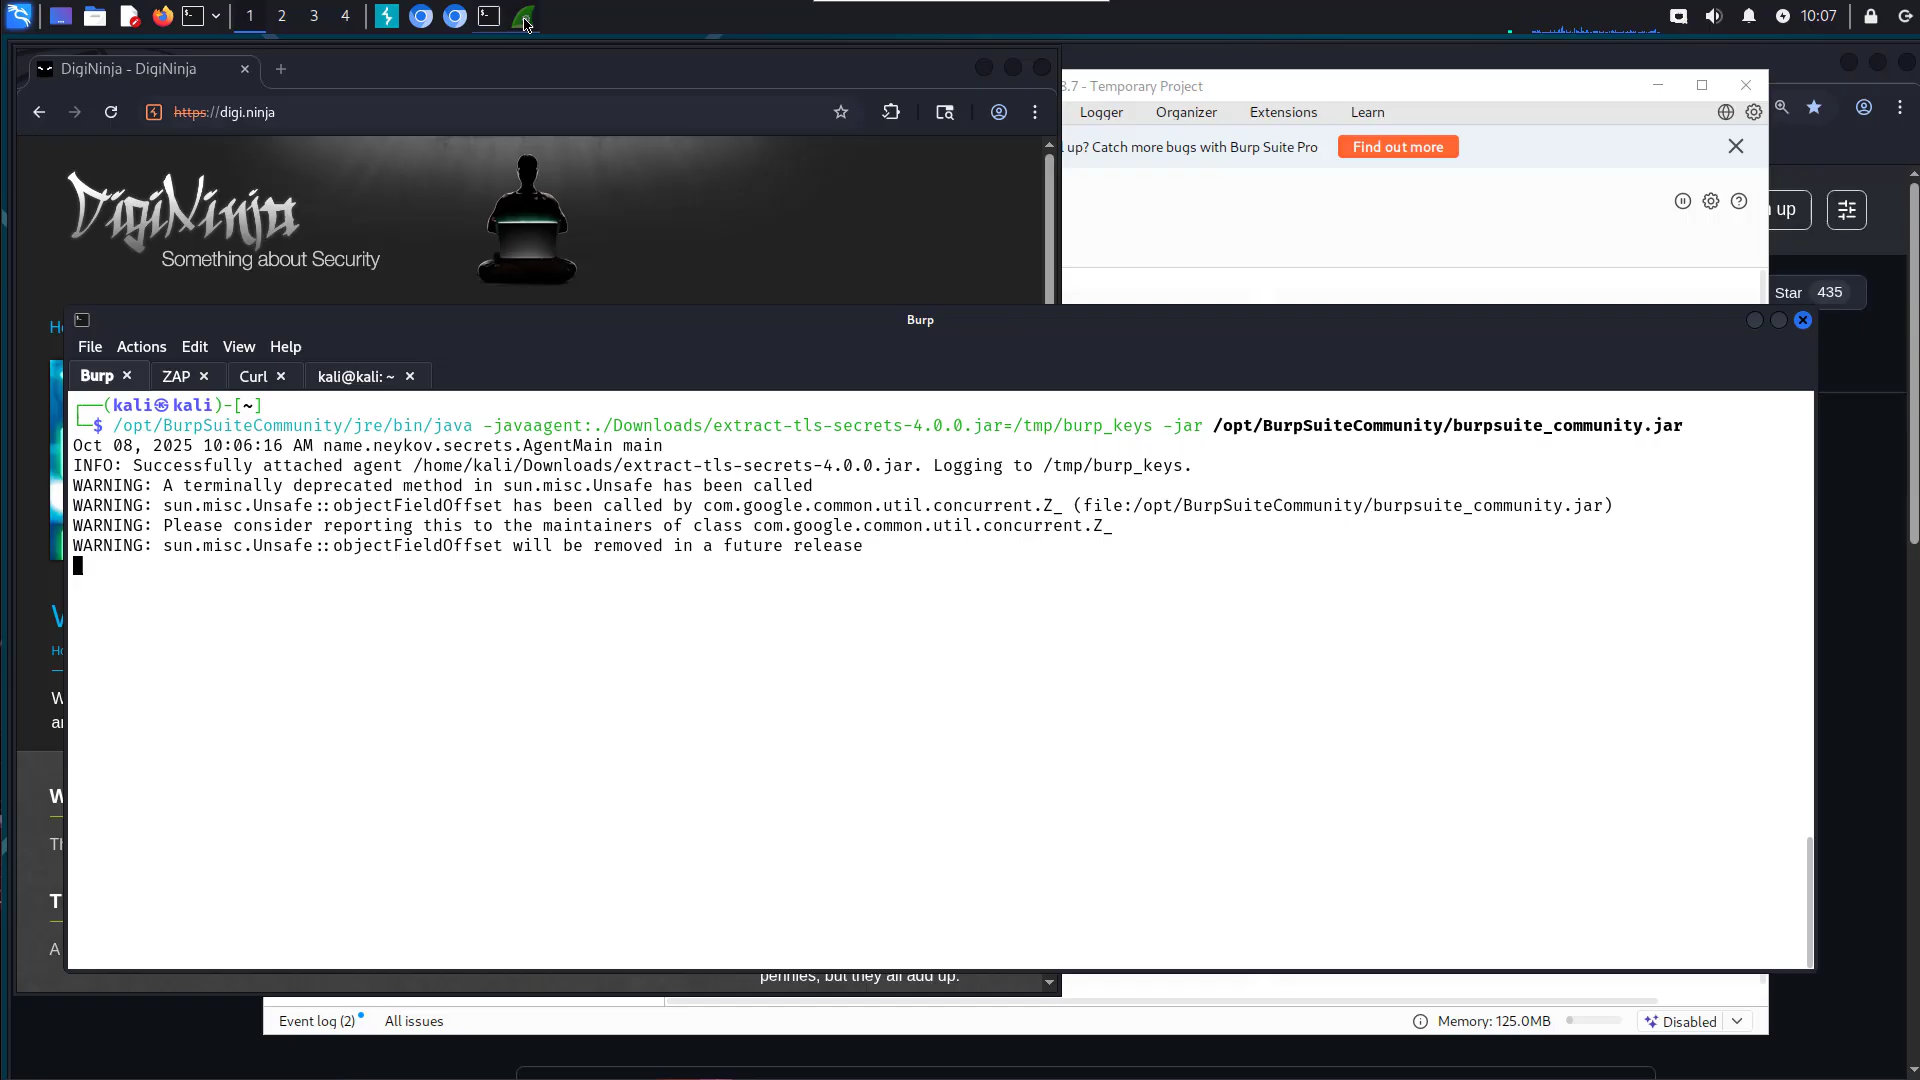 1
2
3
4
10:07
DigiNinja - DigiNinja
https://digi.ninja
DigiNinja
Something about Security
8.7 - Temporary Project
Logger
Organizer
Extensions
Learn
up? Catch more bugs with Burp Suite Pro
Find out more
up
Star 435
Burp
File Actions Edit View Help
Burp
ZAP
Curl
kali@kali: ~
┌──(kali㉿kali)-[~]
└─$ /opt/BurpSuiteCommunity/jre/bin/java -javaagent:./Downloads/extract-tls-secrets-4.0.0.jar=/tmp/burp_keys -jar /opt/BurpSuiteCommunity/burpsuite_community.jar
Oct 08, 2025 10:06:16 AM name.neykov.secrets.AgentMain main
INFO: Successfully attached agent /home/kali/Downloads/extract-tls-secrets-4.0.0.jar. Logging to /tmp/burp_keys.
WARNING: A terminally deprecated method in sun.misc.Unsafe has been called
WARNING: sun.misc.Unsafe::objectFieldOffset has been called by com.google.common.util.concurrent.Z_ (file:/opt/BurpSuiteCommunity/burpsuite_community.jar)
WARNING: Please consider reporting this to the maintainers of class com.google.common.util.concurrent.Z_
WARNING: sun.misc.Unsafe::objectFieldOffset will be removed in a future release
pennies, but they all add up.
Event log (2)
All issues
Memory: 125.0MB
Disabled